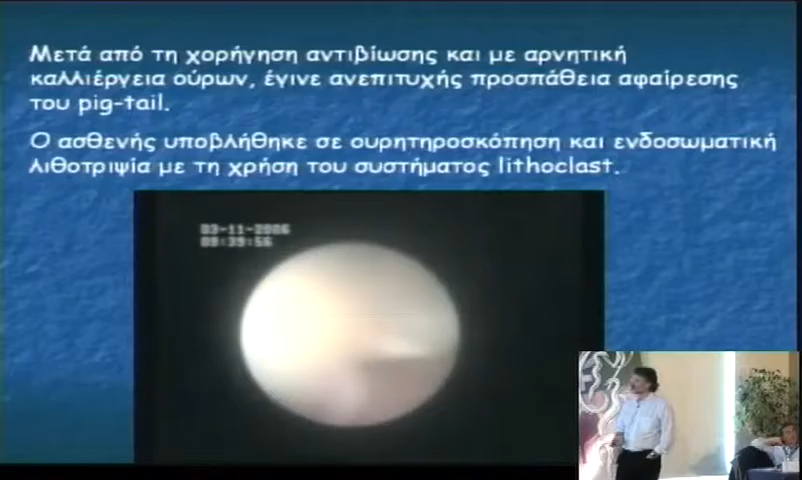 Μετά από τη χορήγηση αντιβίωσης και με αρνητική
καλλιέργεια ούρων, έγινε ανεπιτυχής προσπάθεια αφαίρεσης
του pig-tail.
Ο ασθενής υποβλήθηκε σε ουρητηροσκόπηση και ενδοσωματική
λιθοτριψία με τη χρήση του συστήματος lithoclast.
03-11-2006
09:39:56